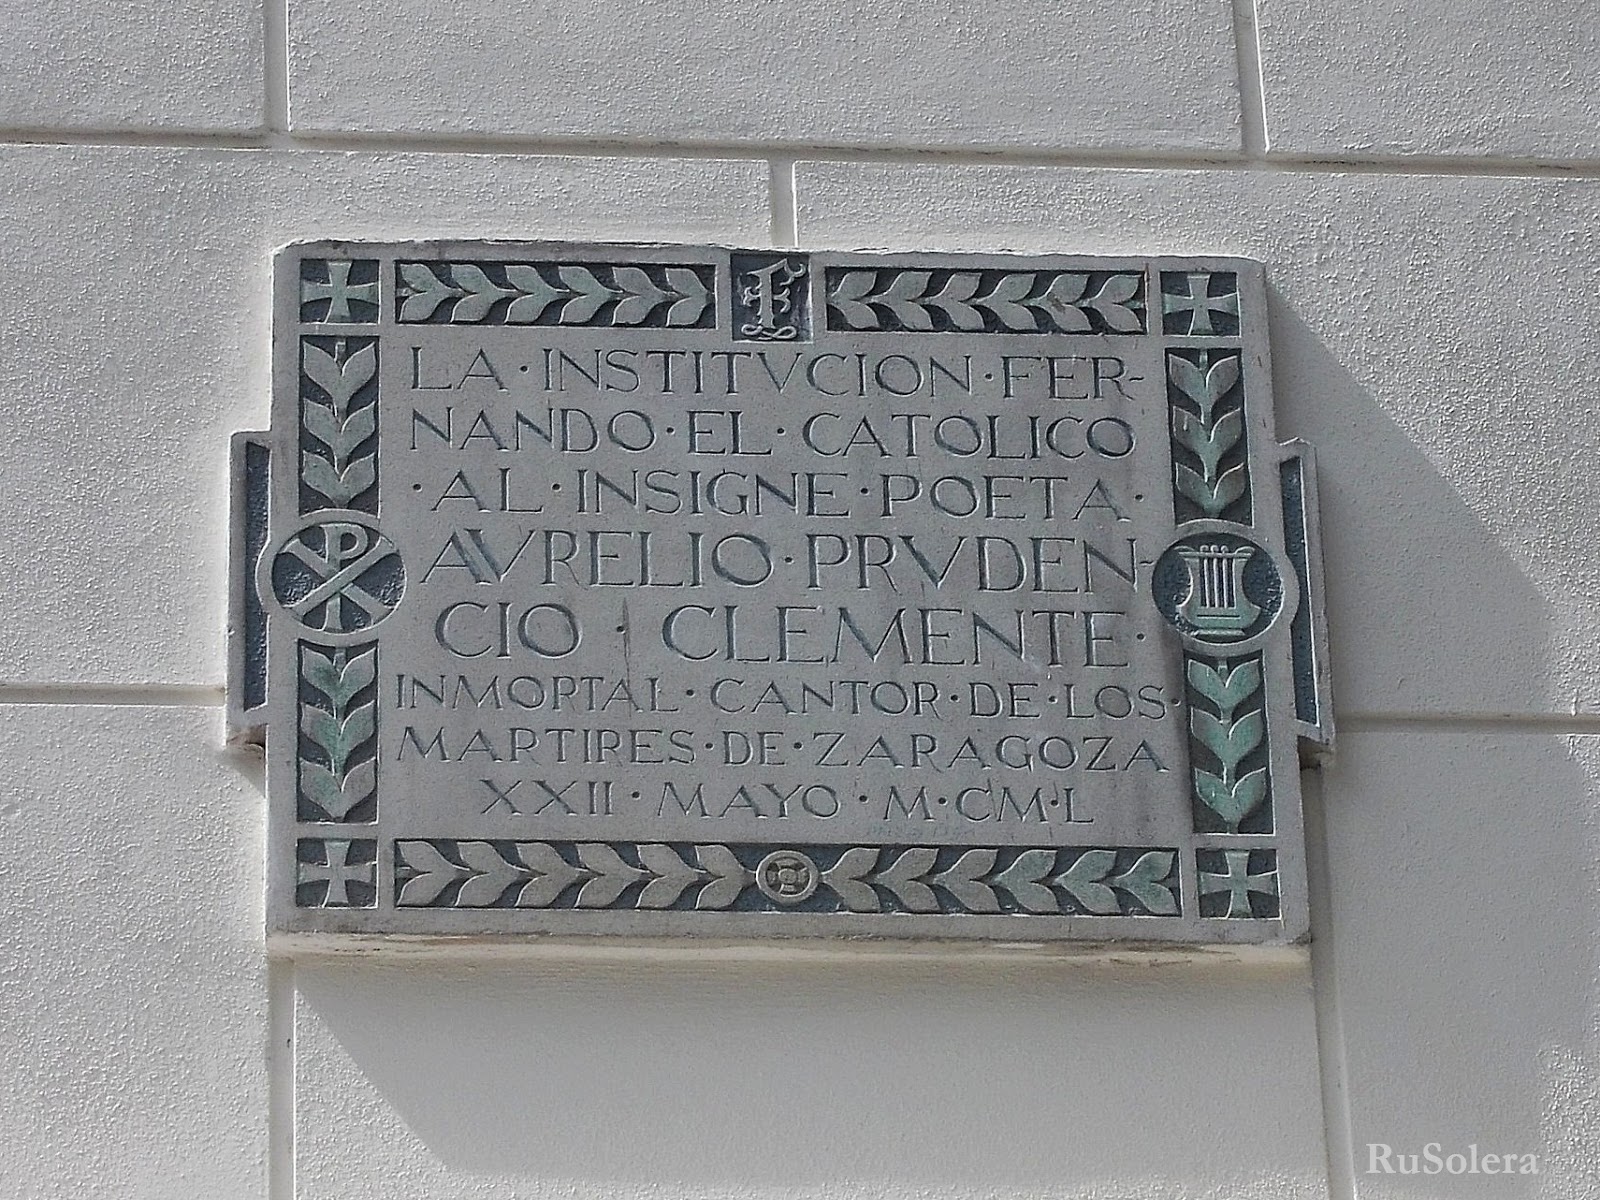 F
LA·INSTITVCION·FER-
NANDO·EL·CATOLICO
·AL·INSIGNE·POETA·
AVRELIO·PRVDEN-
CIO·CLEMENTE·
INMORTAL·CANTOR·DE·LOS·
MARTIRES·DE·ZARAGOZA
XXII·MAYO·M·CM·L
RuSolera